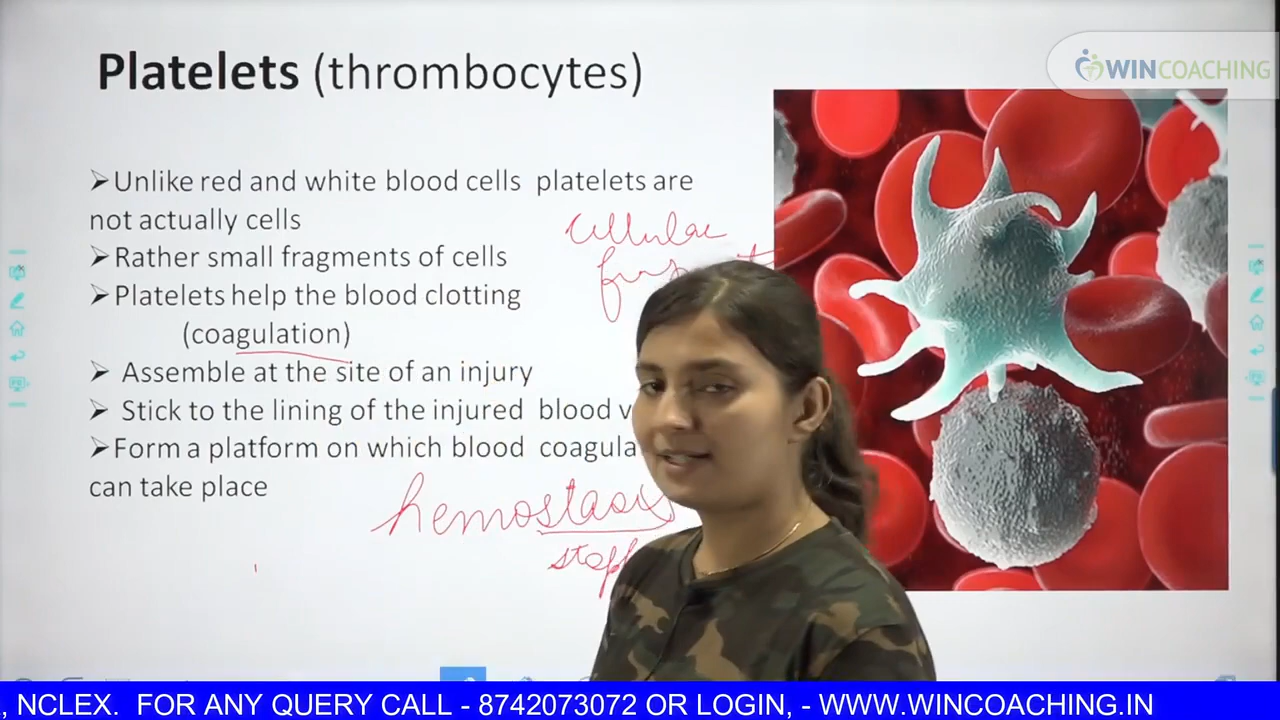 Platelets (thrombocytes)
WINCOACHING
➢Unlike red and white blood cells platelets are
not actually cells
cellular
➢Rather small fragments of cells
➢Platelets help the blood clotting
(coagulation)
➢ Assemble at the site of an injury
➢ Stick to the lining of the injured blood
➢Form a platform on which blood
can take place
hemostasis
, NCLEX. FOR ANY QUERY CALL - 8742073072 OR LOGIN, - WWW.WINCOACHING.IN